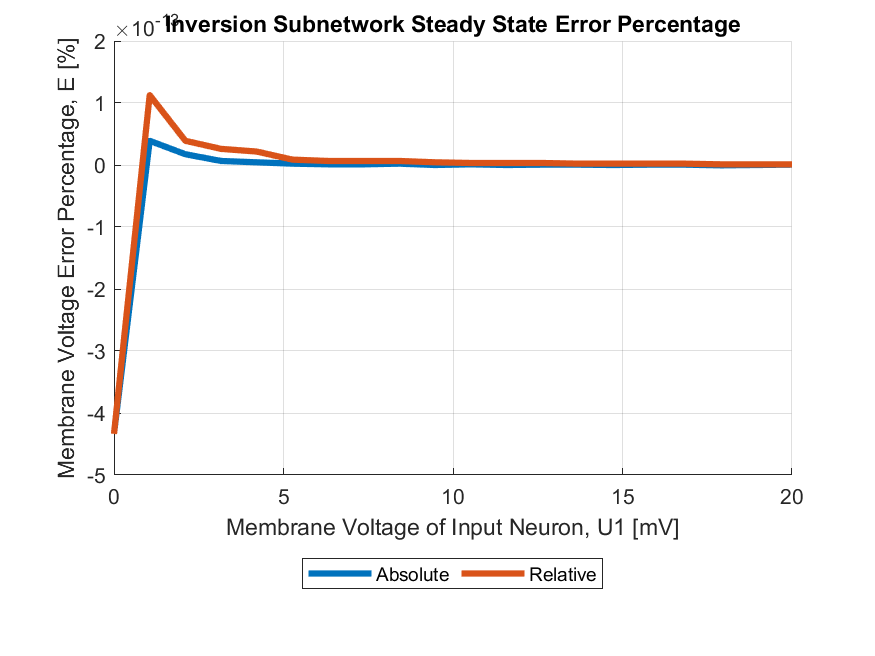 ×10-13
Inversion Subnetwork Steady State Error Percentage
Membrane Voltage Error Percentage, E [%]
2
1
0
-1
-2
-3
-4
-5
0 5 10 15 20
Membrane Voltage of Input Neuron, U1 [mV]
Absolute Relative